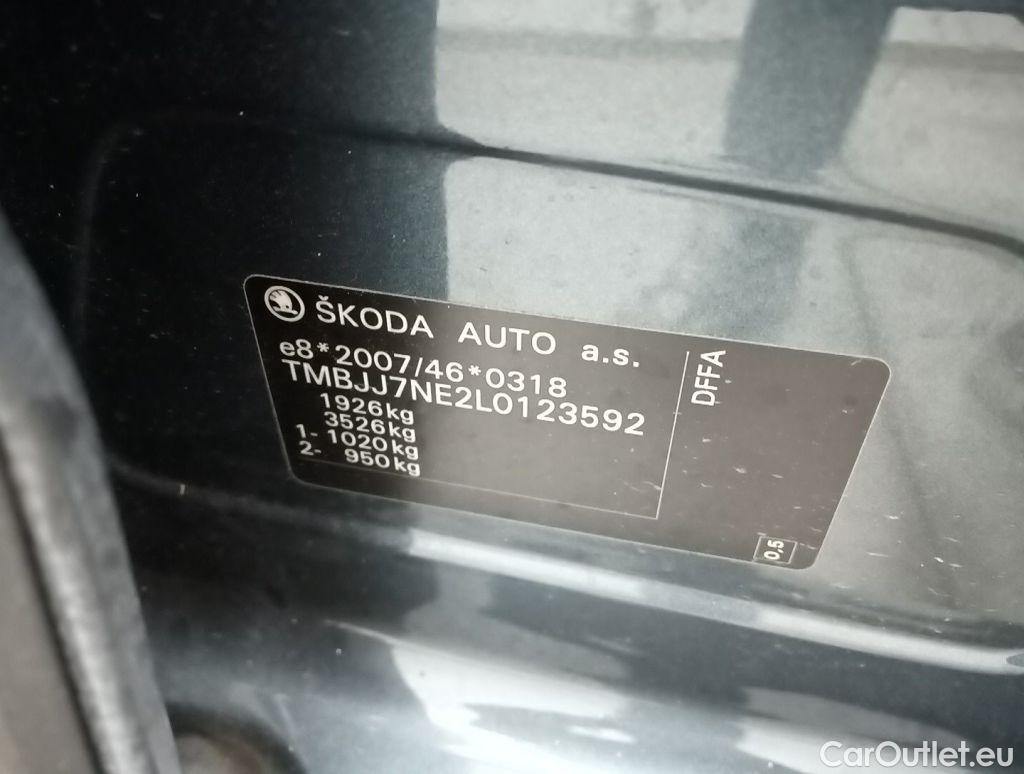 ŠKODA AUTO a.s.
e8*2007/46*0318
TMBJJ7NE2L0123592
1926kg
3526kg
1- 1020kg
2- 950kg
DFFA
0,5
CarOutlet.eu